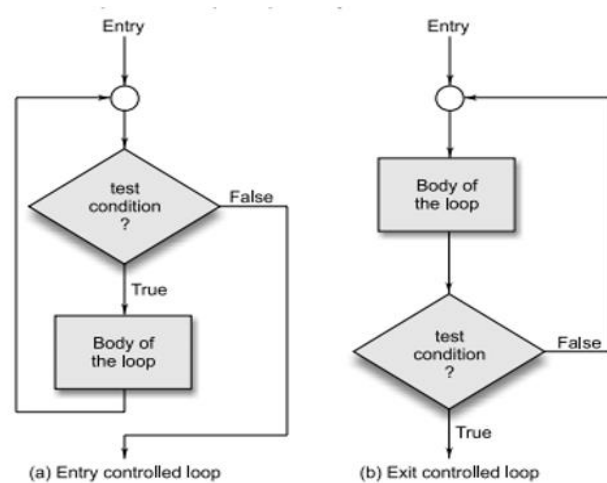 Entry
test
condition
?
False
True
Body of
the loop
(a) Entry controlled loop
Entry
Body of
the loop
test
condition
?
False
True
(b) Exit controlled loop